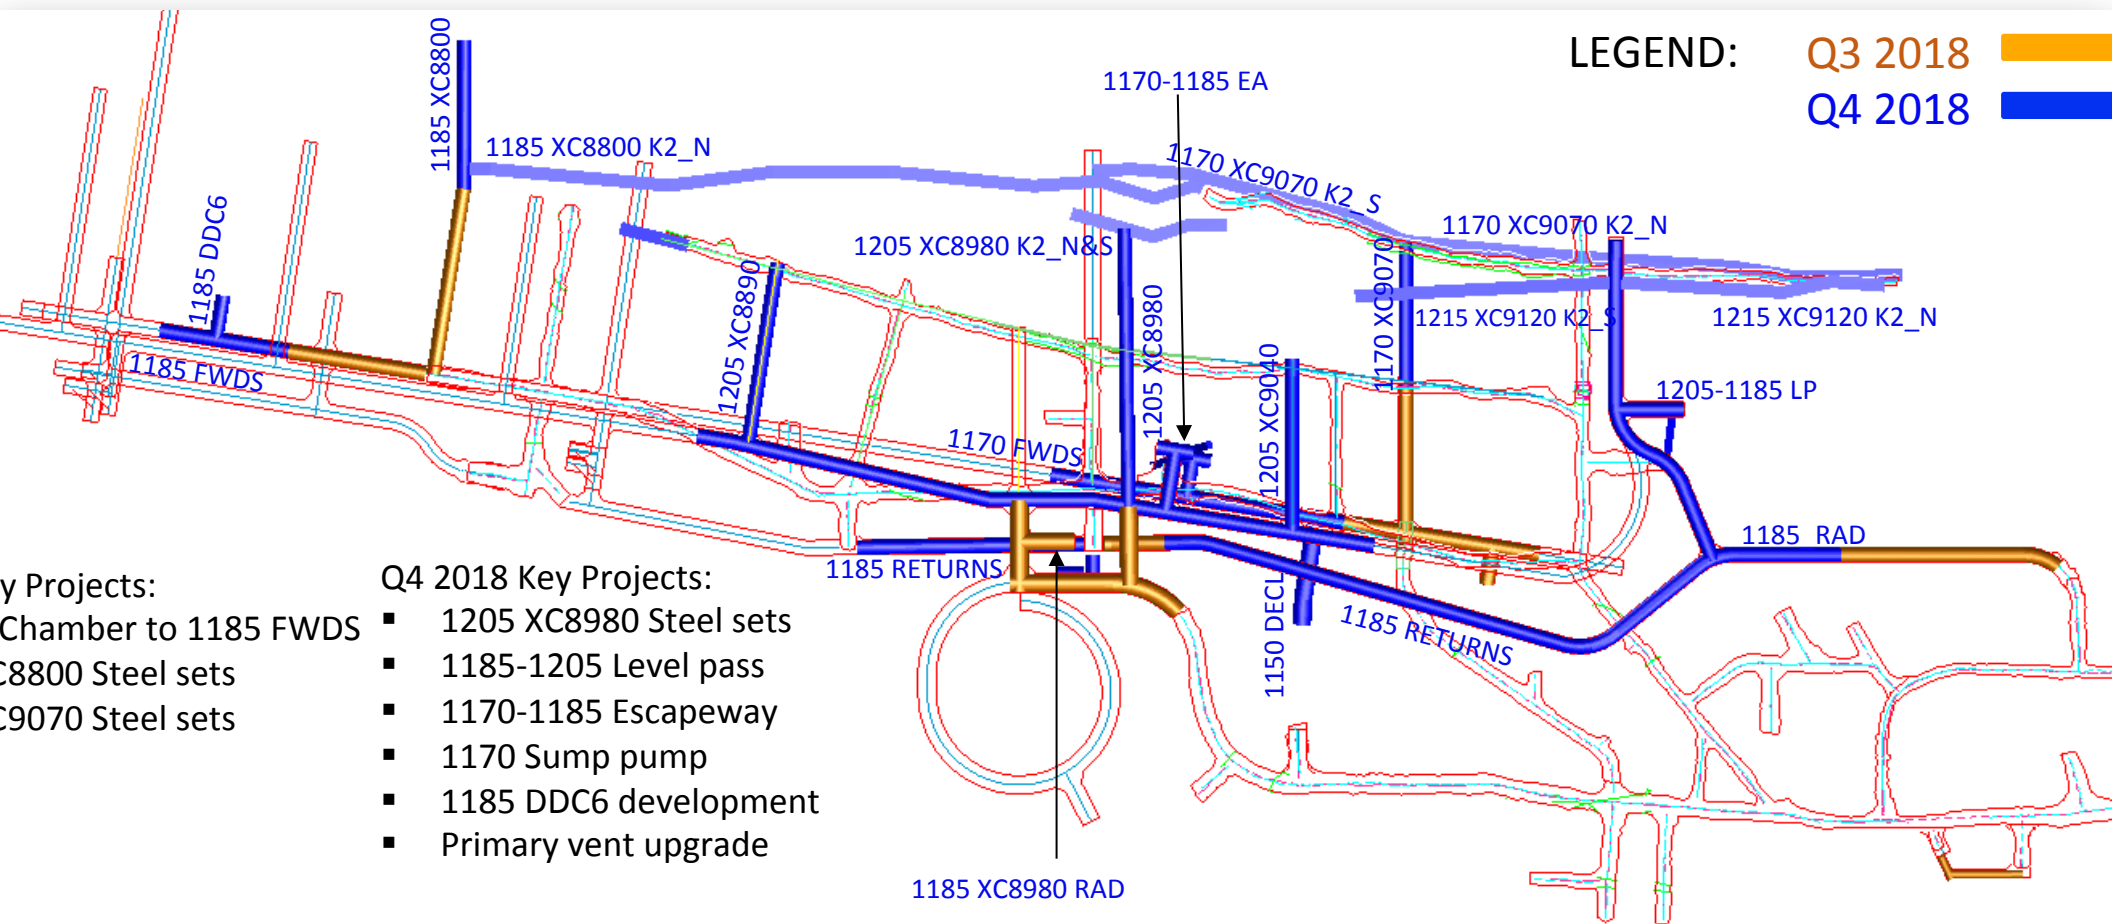 LEGEND:
Q3 2018
Q4 2018
1185 XC8800
1170-1185 EA
1185 XC8800 K2_N
1170 XC9070 K2_S
1185 DDC6
1205 XC8980 K2_N&S
1170 XC9070 K2_N
1205 XC8890
1205 XC8980
1170 XC9070
1215 XC9120 K2_S
1215 XC9120 K2_N
1185 FWDS
1205 XC9040
1205-1185 LP
1170 FWDS
1185 RAD
1185 RETURNS
1150 DECL
1185 RETURNS
y Projects:
Chamber to 1185 FWDS
C8800 Steel sets
C9070 Steel sets
Q4 2018 Key Projects:
▪ 1205 XC8980 Steel sets
▪ 1185-1205 Level pass
▪ 1170-1185 Escapeway
▪ 1170 Sump pump
▪ 1185 DDC6 development
▪ Primary vent upgrade
1185 XC8980 RAD